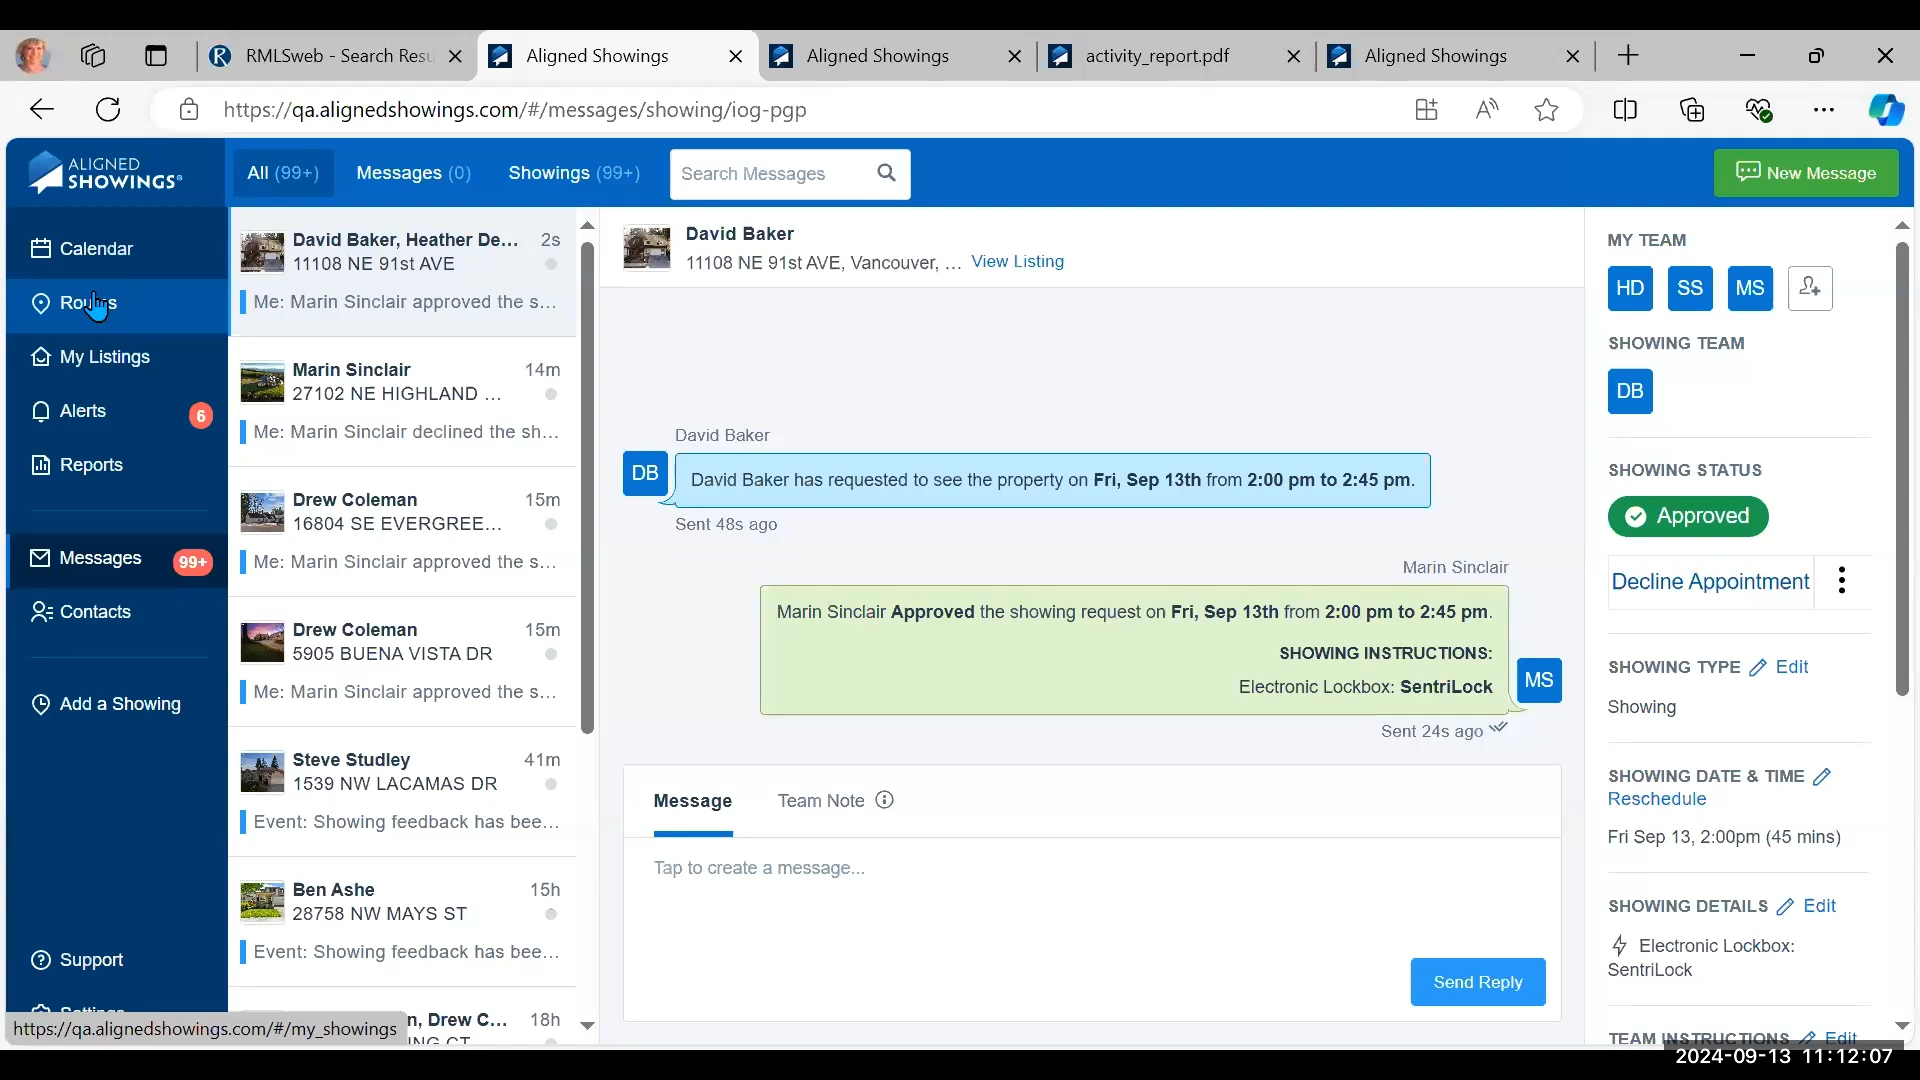 RMLSweb - Search Resu
Aligned Showings
Aligned Showings
activity_report.pdf
Aligned Showings
https://qa.alignedshowings.com/#/messages/showing/iog-pgp
ALIGNED
SHOWINGS
All (99+)
Messages (0)
Showings (99+)
Search Messages
New Message
Calendar
My Listings
Alerts
6
Reports
Messages
99+
Contacts
Add a Showing
Support
https://qa.alignedshowings.com/#/my_showings
David Baker, Heather De...
2s
11108 NE 91st AVE
Me: Marin Sinclair approved the s...
Marin Sinclair
14m
27102 NE HIGHLAND ...
Me: Marin Sinclair declined the sh...
Drew Coleman
15m
16804 SE EVERGREE...
Me: Marin Sinclair approved the s...
Drew Coleman
15m
5905 BUENA VISTA DR
Me: Marin Sinclair approved the s...
Steve Studley
41m
1539 NW LACAMAS DR
Event: Showing feedback has bee...
Ben Ashe
15h
28758 NW MAYS ST
Event: Showing feedback has bee...
n, Drew C...
18h
David Baker
11108 NE 91st AVE, Vancouver, ... View Listing
David Baker
DB
David Baker has requested to see the property on Fri, Sep 13th from 2:00 pm to 2:45 pm.
Sent 48s ago
Marin Sinclair
Marin Sinclair Approved the showing request on Fri, Sep 13th from 2:00 pm to 2:45 pm.
SHOWING INSTRUCTIONS:
Electronic Lockbox: SentriLock
MS
Sent 24s ago
Message
Team Note
Tap to create a message...
Send Reply
MY TEAM
HD
SS
MS
SHOWING TEAM
DB
SHOWING STATUS
Approved
Decline Appointment
SHOWING TYPE Edit
Showing
SHOWING DATE & TIME
Reschedule
Fri Sep 13, 2:00pm (45 mins)
SHOWING DETAILS Edit
Electronic Lockbox:
SentriLock
TEAM INSTRUCTIONS Edit
2024-09-13 11:12:07